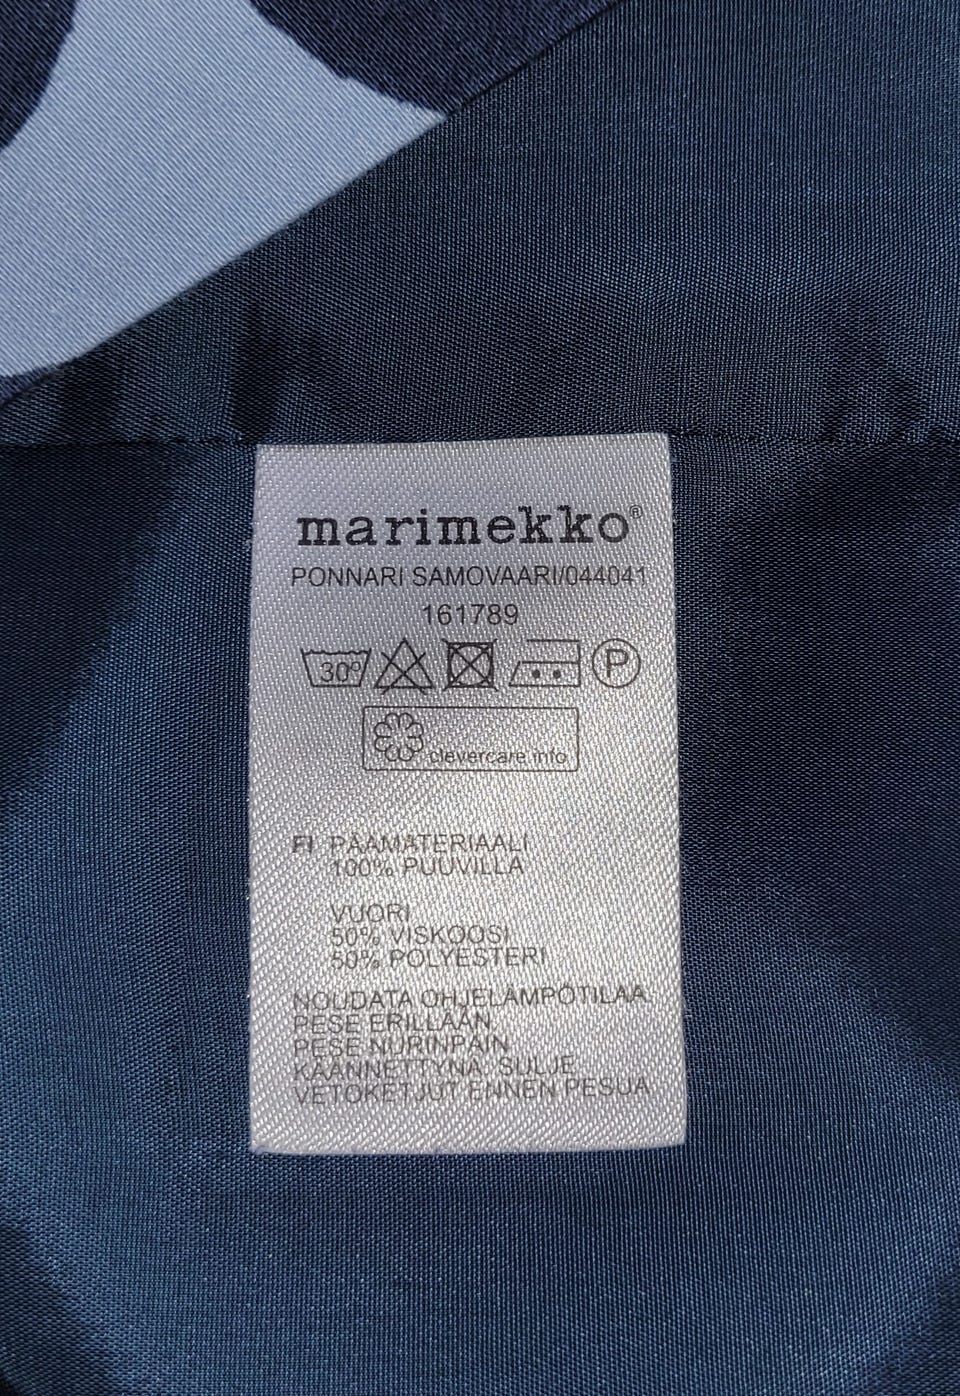 marimekko®
PONNARI SAMOVAARI/044041
161789
30º P
clevercare.info
FI PÄÄMATERIAALI
100% PUUVILLA
VUORI
50% VISKOOSI
50% POLYESTERI
NOUDATA OHJELÄMPÖTILAA.
PESE ERILLÄÄN.
PESE NURINPÄIN
KÄÄNNETTYNÄ. SULJE
VETOKETJUT ENNEN PESUA.